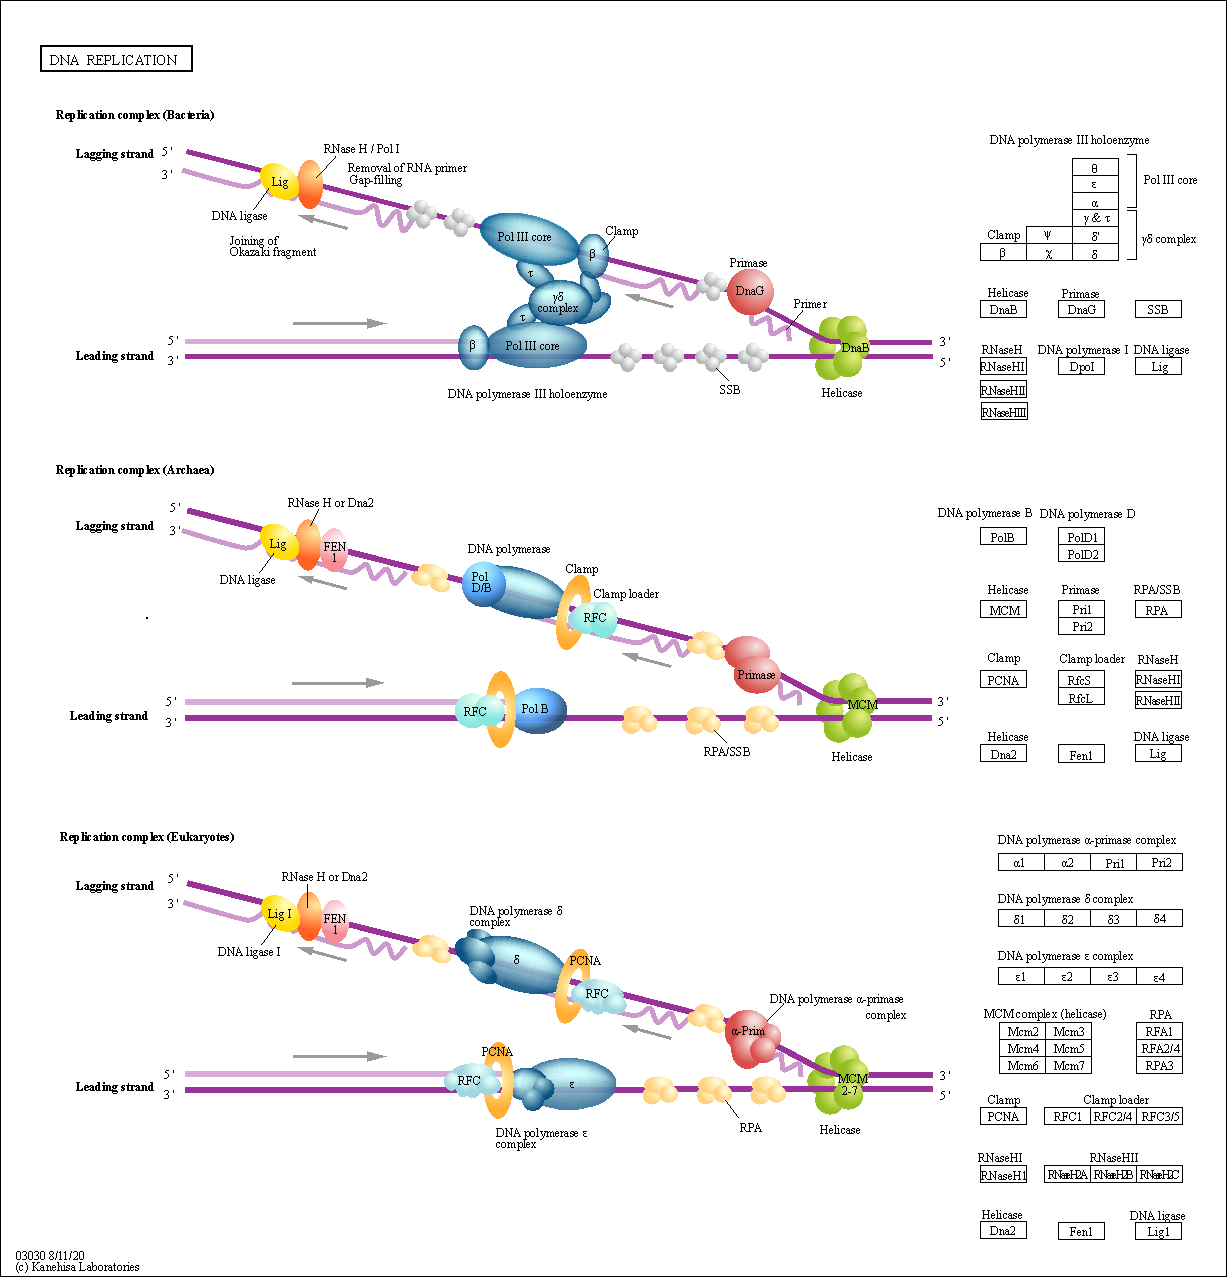 DNA REPLICATION
Replication complex (Bacteria)
Lagging strand
5'
3'
Lig
RNase H / Pol I
Removal of RNA primer
Gap-filling
DNA ligase
Joining of
Okazaki fragment
Pol III core
Clamp
β
τ
γδ
complex
τ
Primase
DnaG
Primer
Leading strand
5'
3'
β
Pol III core
DnaB
3'
5'
SSB
Helicase
DNA polymerase III holoenzyme
DNA polymerase III holoenzyme
θ
ε
α
Pol III core
γ & τ
Clamp
ψ
δ'
γδ complex
β
χ
δ
Helicase
Primase
DnaB
DnaG
SSB
RNaseH
DNA polymerase I
DNA ligase
RNaseHI
DpoI
Lig
RNaseHII
RNaseHIII
Replication complex (Archaea)
Lagging strand
5'
3'
Lig
RNase H or Dna2
FEN
1
DNA ligase
DNA polymerase
Pol
D/B
Clamp
Clamp loader
RFC
Primase
Leading strand
5'
3'
RFC
Pol B
MCM
3'
5'
RPA/SSB
Helicase
DNA polymerase B
DNA polymerase D
PolB
PolD1
PolD2
Helicase
Primase
RPA/SSB
MCM
Pri1
RPA
Pri2
Clamp
Clamp loader
RNaseH
PCNA
RfcS
RNaseHI
RfcL
RNaseHII
Helicase
DNA ligase
Dna2
Fen1
Lig
Replication complex (Eukaryotes)
Lagging strand
5'
3'
Lig I
RNase H or Dna2
FEN
1
DNA ligase I
DNA polymerase δ
complex
δ
PCNA
RFC
DNA polymerase α-primase
complex
α-Prim
Leading strand
5'
3'
RFC
PCNA
ε
DNA polymerase ε
complex
RPA
MCM
2-7
3'
5'
Helicase
DNA polymerase α-primase complex
α1
α2
Pri1
Pri2
DNA polymerase δ complex
δ1
δ2
δ3
δ4
DNA polymerase ε complex
ε1
ε2
ε3
ε4
MCM complex (helicase)
RPA
Mcm2
Mcm3
RFA1
Mcm4
Mcm5
RFA2/4
Mcm6
Mcm7
RPA3
Clamp
Clamp loader
PCNA
RFC1
RFC2/4
RFC3/5
RNaseHI
RNaseHII
RNaseH1
RNaseH2A
RNaseH2B
RNaseH2C
Helicase
DNA ligase
Dna2
Fen1
Lig1
03030 8/11/20
(c) Kanehisa Laboratories